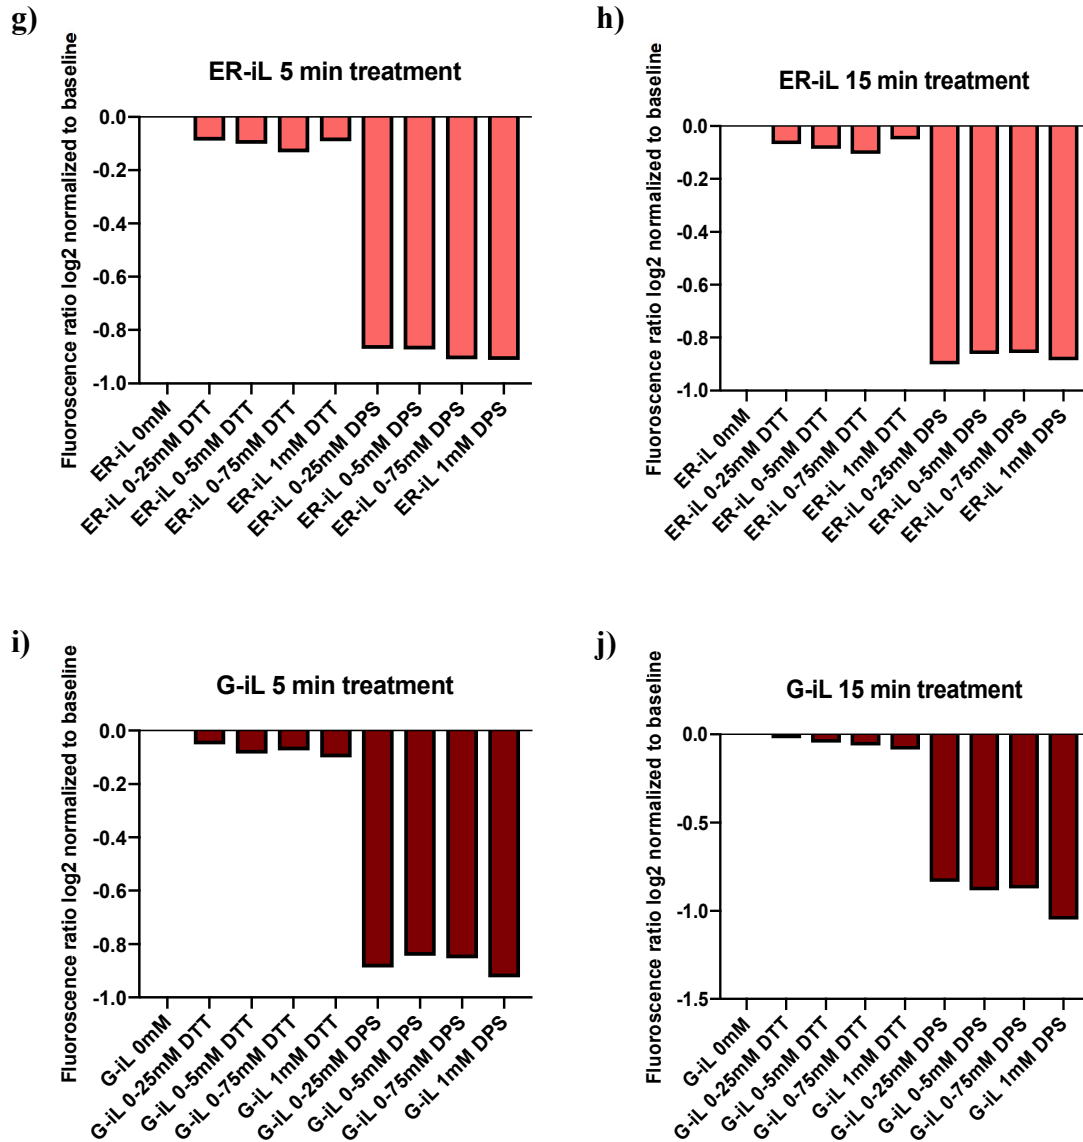 g)
ER-iL 5 min treatment
Fluoroscence ratio log2 normalized to baseline
0.0
-0.2
-0.4
-0.6
-0.8
-1.0
ER-iL 0mM
ER-iL 0-25mM DTT
ER-iL 0-5mM DTT
ER-iL 0-75mM DTT
ER-iL 1mM DTT
ER-iL 0-25mM DPS
ER-iL 0-5mM DPS
ER-iL 0-75mM DPS
ER-iL 1mM DPS
h)
ER-iL 15 min treatment
Fluoroscence ratio log2 normalized to baseline
0.0
-0.2
-0.4
-0.6
-0.8
-1.0
ER-iL 0mM
ER-iL 0-25mM DTT
ER-iL 0-5mM DTT
ER-iL 0-75mM DTT
ER-iL 1mM DTT
ER-iL 0-25mM DPS
ER-iL 0-5mM DPS
ER-iL 0-75mM DPS
ER-iL 1mM DPS
i)
G-iL 5 min treatment
Fluoroscence ratio log2 normalized to baseline
0.0
-0.2
-0.4
-0.6
-0.8
-1.0
G-iL 0mM
G-iL 0-25mM DTT
G-iL 0-5mM DTT
G-iL 0-75mM DTT
G-iL 1mM DTT
G-iL 0-25mM DPS
G-iL 0-5mM DPS
G-iL 0-75mM DPS
G-iL 1mM DPS
j)
G-iL 15 min treatment
Fluoroscence ratio log2 normalized to baseline
0.0
-0.5
-1.0
-1.5
G-iL 0mM
G-iL 0-25mM DTT
G-iL 0-5mM DTT
G-iL 0-75mM DTT
G-iL 1mM DTT
G-iL 0-25mM DPS
G-iL 0-5mM DPS
G-iL 0-75mM DPS
G-iL 1mM DPS